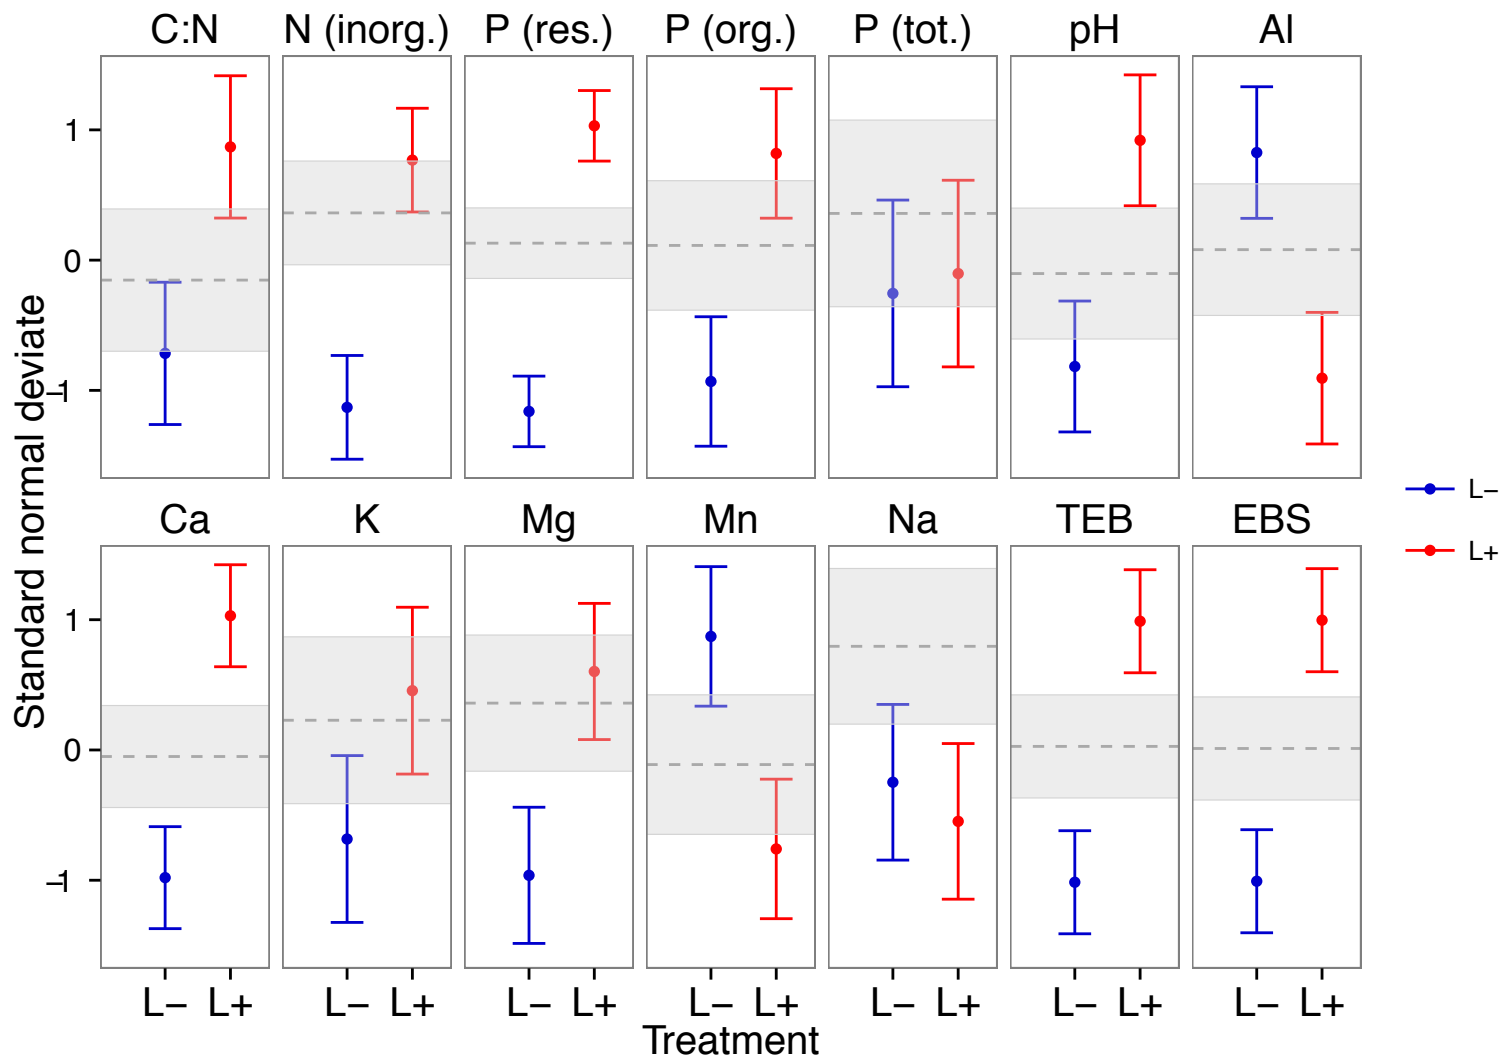 C:N N (inorg.) P (res.) P (org.) P (tot.) pH Al
1
0
−1
Standard normal deviate
L−
L+
Ca K Mg Mn Na TEB EBS
1
0
−1
L− L+ L− L+ L− L+ L− L+ L− L+ L− L+ L− L+
Treatment